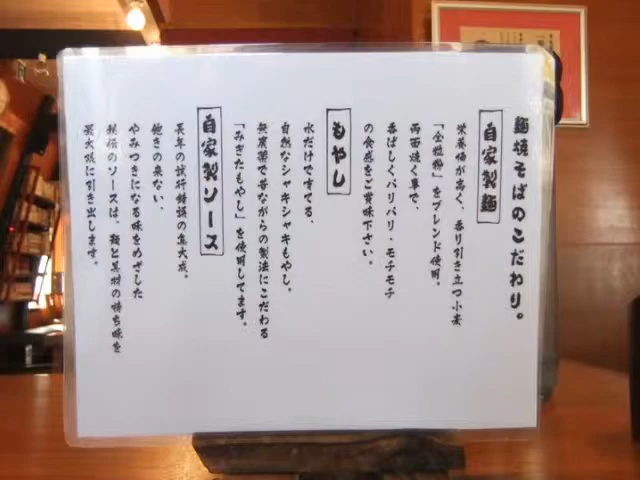 麺焼そばのこだわり。
自家製麺
栄養価が高く、香り引き立つ小麦
「全粒粉」をブレンド使用。
両面焼く事で、
香ばしくパリパリ・モチモチ
の食感をご賞味下さい。
もやし
水だけで育てる、
自然なシャキシャキもやし。
無農薬で昔ながらの製法にこだわる
「みきたもやし」を使用してます。
自家製ソース
長年の試行錯誤の集大成。
飽きの来ない、
やみつきになる味をめざした
秘伝のソースは、麺と具材の持ち味を
最大限に引き出します。